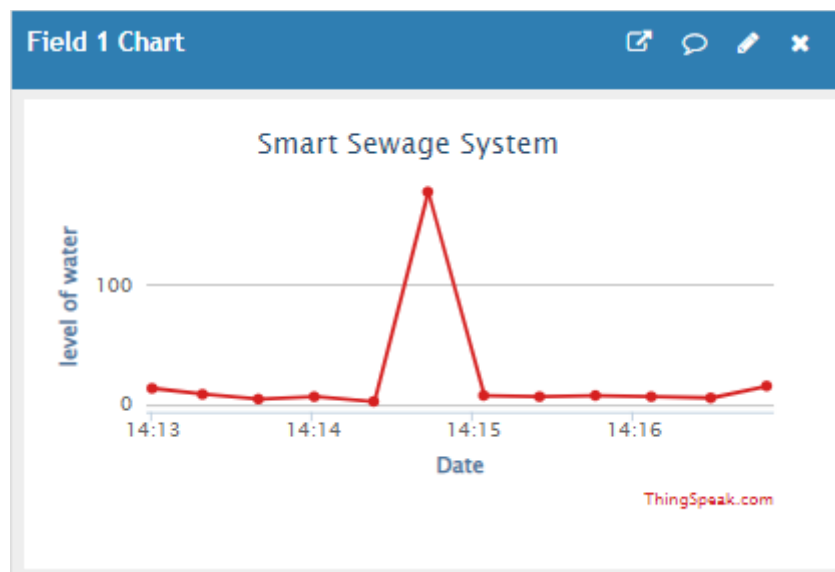 Field 1 Chart
Smart Sewage System
level of water
100
0
14:13 14:14 14:15 14:16
Date
ThingSpeak.com